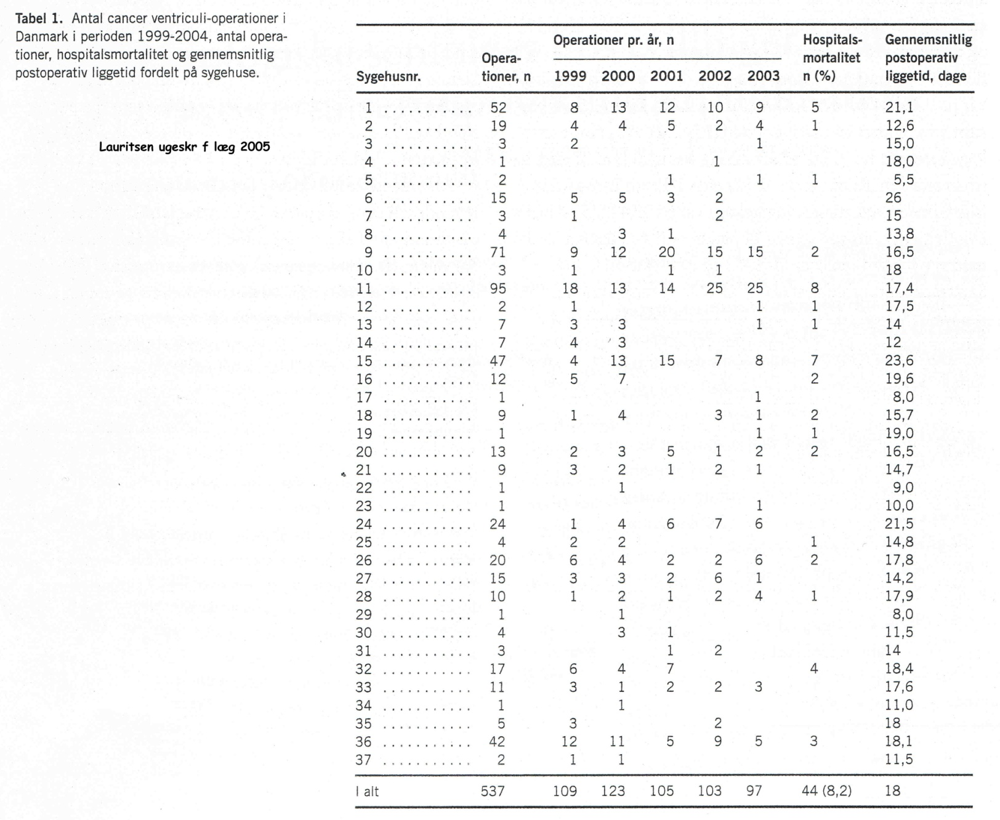 Tabel 1. Antal cancer ventriculi-operationer i
Danmark i perioden 1999-2004, antal opera-
tioner, hospitalsmortalitet og gennemsnitlig
postoperativ liggetid fordelt på sygehuse.
Lauritsen ugeskr f læg 2005
Operationer pr. år, n Hospitals- Gennemsnitlig
Opera- mortalitet postoperativ
Sygehusnr. tioner, n 1999 2000 2001 2002 2003 n (%) liggetid, dage
1 ........... 52 8 13 12 10 9 5 21,1
2 ........... 19 4 4 5 2 4 1 12,6
3 ........... 3 2 1 15,0
4 ........... 1 1 18,0
5 ........... 2 1 1 1 5,5
6 ........... 15 5 5 3 2 26
7 ........... 3 1 2 15
8 ........... 4 3 1 13,8
9 ........... 71 9 12 20 15 15 2 16,5
10 ........... 3 1 1 1 18
11 ........... 95 18 13 14 25 25 8 17,4
12 ........... 2 1 1 1 17,5
13 ........... 7 3 3 1 1 14
14 ........... 7 4 3 12
15 ........... 47 4 13 15 7 8 7 23,6
16 ........... 12 5 7 2 19,6
17 ........... 1 1 8,0
18 ........... 9 1 4 3 1 2 15,7
19 ........... 1 1 1 19,0
20 ........... 13 2 3 5 1 2 2 16,5
21 ........... 9 3 2 1 2 1 14,7
22 ........... 1 1 9,0
23 ........... 1 1 10,0
24 ........... 24 1 4 6 7 6 21,5
25 ........... 4 2 2 1 14,8
26 ........... 20 6 4 2 2 6 2 17,8
27 ........... 15 3 3 2 6 1 14,2
28 ........... 10 1 2 1 2 4 1 17,9
29 ........... 1 1 8,0
30 ........... 4 3 1 11,5
31 ........... 3 1 2 14
32 ........... 17 6 4 7 4 18,4
33 ........... 11 3 1 2 2 3 17,6
34 ........... 1 1 11,0
35 ........... 5 3 2 18
36 ........... 42 12 11 5 9 5 3 18,1
37 ........... 2 1 1 11,5
I alt 537 109 123 105 103 97 44 (8,2) 18